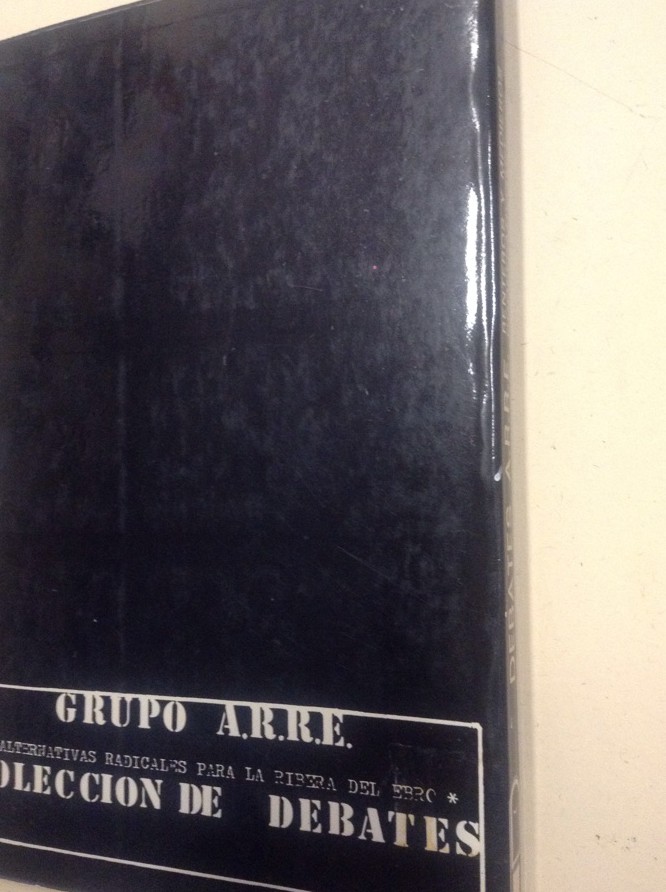 GRUPO A.R.R.E.
ALTERNATIVAS RADICALES PARA LA RIBERA DEL EBRO *
OLECCION DE DEBATES
DEBATES A.R.R.E.